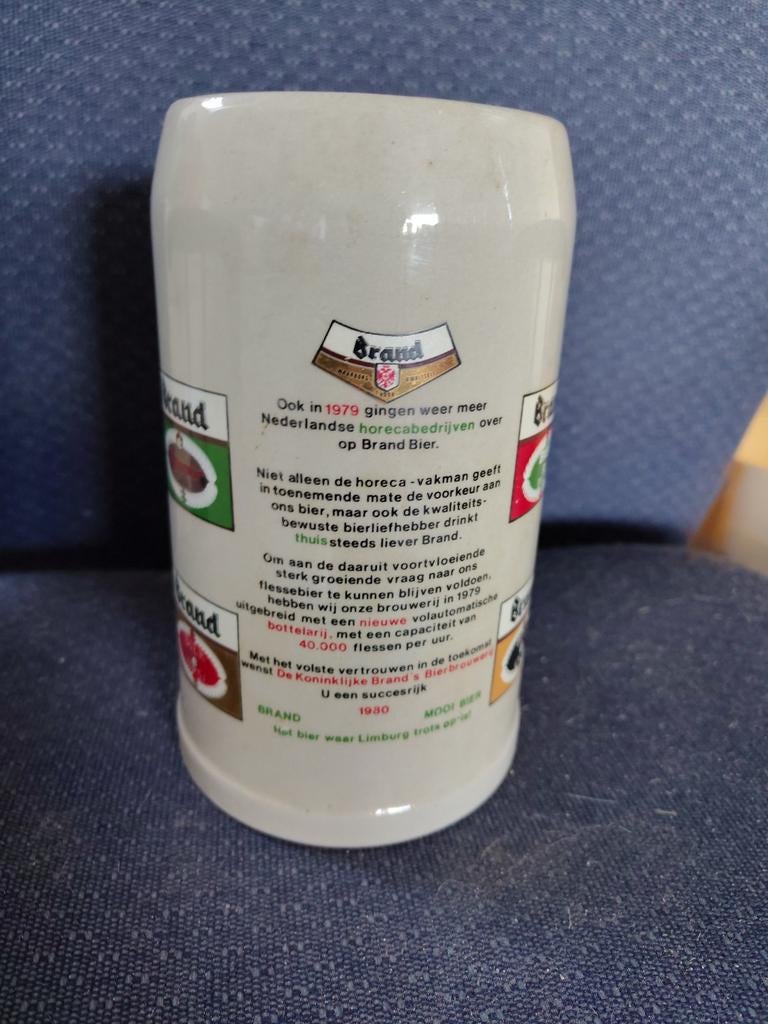 Brand
Ook in 1979 gingen weer meer
Nederlandse horecabedrijven over
op Brand Bier.
Niet alleen de horeca-vakman geeft
in toenemende mate de voorkeur aan
ons bier, maar ook de kwaliteits-
bewuste bierliefhebber drinkt
thuis steeds liever Brand.
Om aan de daaruit voortvloeiende
sterk groeiende vraag naar ons
flessebier te kunnen blijven voldoen,
hebben wij onze brouwerij in 1979
uitgebreid met een nieuwe volautomatische
bottelarij, met een capaciteit van
40.000 flessen per uur.
Met het volste vertrouwen in de toekomst
wenst De Koninklijke Brand's Bierbrouwerij
U een succesrijk
BRAND 1980 MOOI BIER
Het bier waar Limburg trots op is!
Brand
Brand